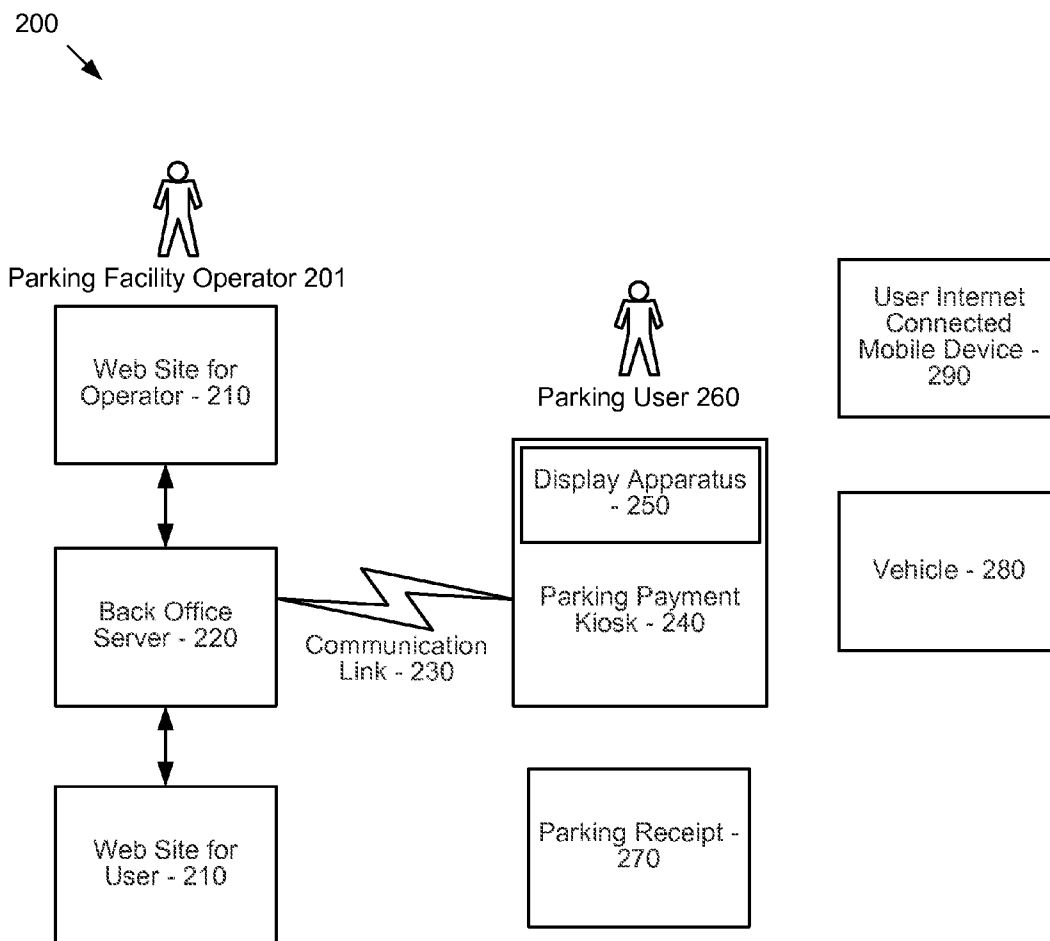 200
Parking Facility Operator 201
Web Site for
Operator - 210
Back Office
Server - 220
Web Site for
User - 210
Communication
Link - 230
Parking User 260
Display Apparatus
- 250
Parking Payment
Kiosk - 240
Parking Receipt -
270
User Internet
Connected
Mobile Device -
290
Vehicle - 280